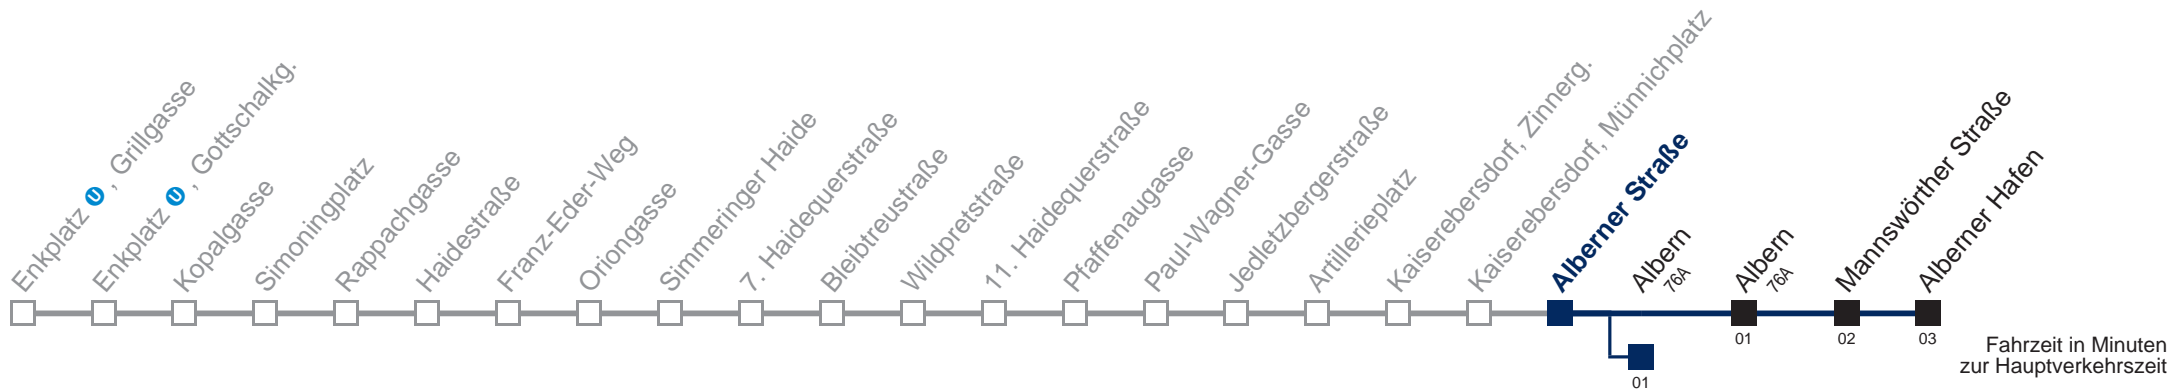 Enkplatz U, Grillgasse
Enkplatz U, Gottschalkg.
Kopalgasse
Simoningplatz
Rappachgasse
Haidestraße
Franz-Eder-Weg
Oriongasse
Simmeringer Haide
7. Haidequerstraße
Bleibtreustraße
Wildpretstraße
11. Haidequerstraße
Pfaffenaugasse
Paul-Wagner-Gasse
Jedletzbergerstraße
Artillerieplatz
Kaiserebersdorf, Zinnerg.
Kaiserebersdorf, Münnichplatz
Alberner Straße
Albern
76A
Albern
76A
Mannswörther Straße
Alberner Hafen
01
02
03
01
Fahrzeit in Minuten
zur Hauptverkehrszeit